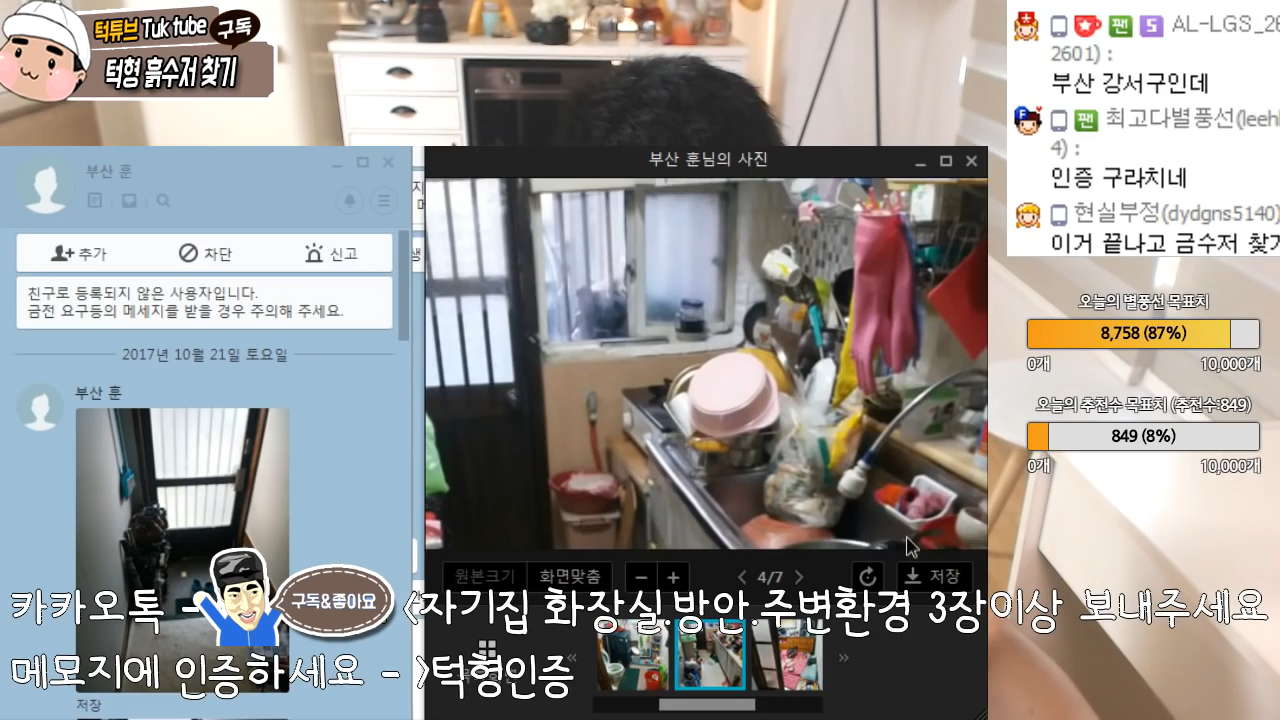 턱튜브 Tuk tube 구독
턱형 흙수저 찾기
부산 훈
추가
차단
신고
친구로 등록되지 않은 사용자입니다.
금전 요구등의 메세지를 받을 경우 주의해 주세요.
2017년 10월 21일 토요일
부산 훈
저장
부산 훈님의 사진
원본크기
화면맞춤
4/7
저장
팬 S AL-LGS_26
2601) :
부산 강서구인데
팬 최고다별풍선(leeh
4) :
인증 구라치네
현실부정(dydgns5140)
이거 끝나고 금수저 찾기
오늘의 별풍선 목표치
8,758 (87%)
0개 10,000개
오늘의 추천수 목표치 (추천수:849)
849 (8%)
0개 10,000개
구독&좋아요
카카오톡 - <자기집 화장실.방안.주변환경 3장이상 보내주세요
메모지에 인증하세요 - >턱형인증